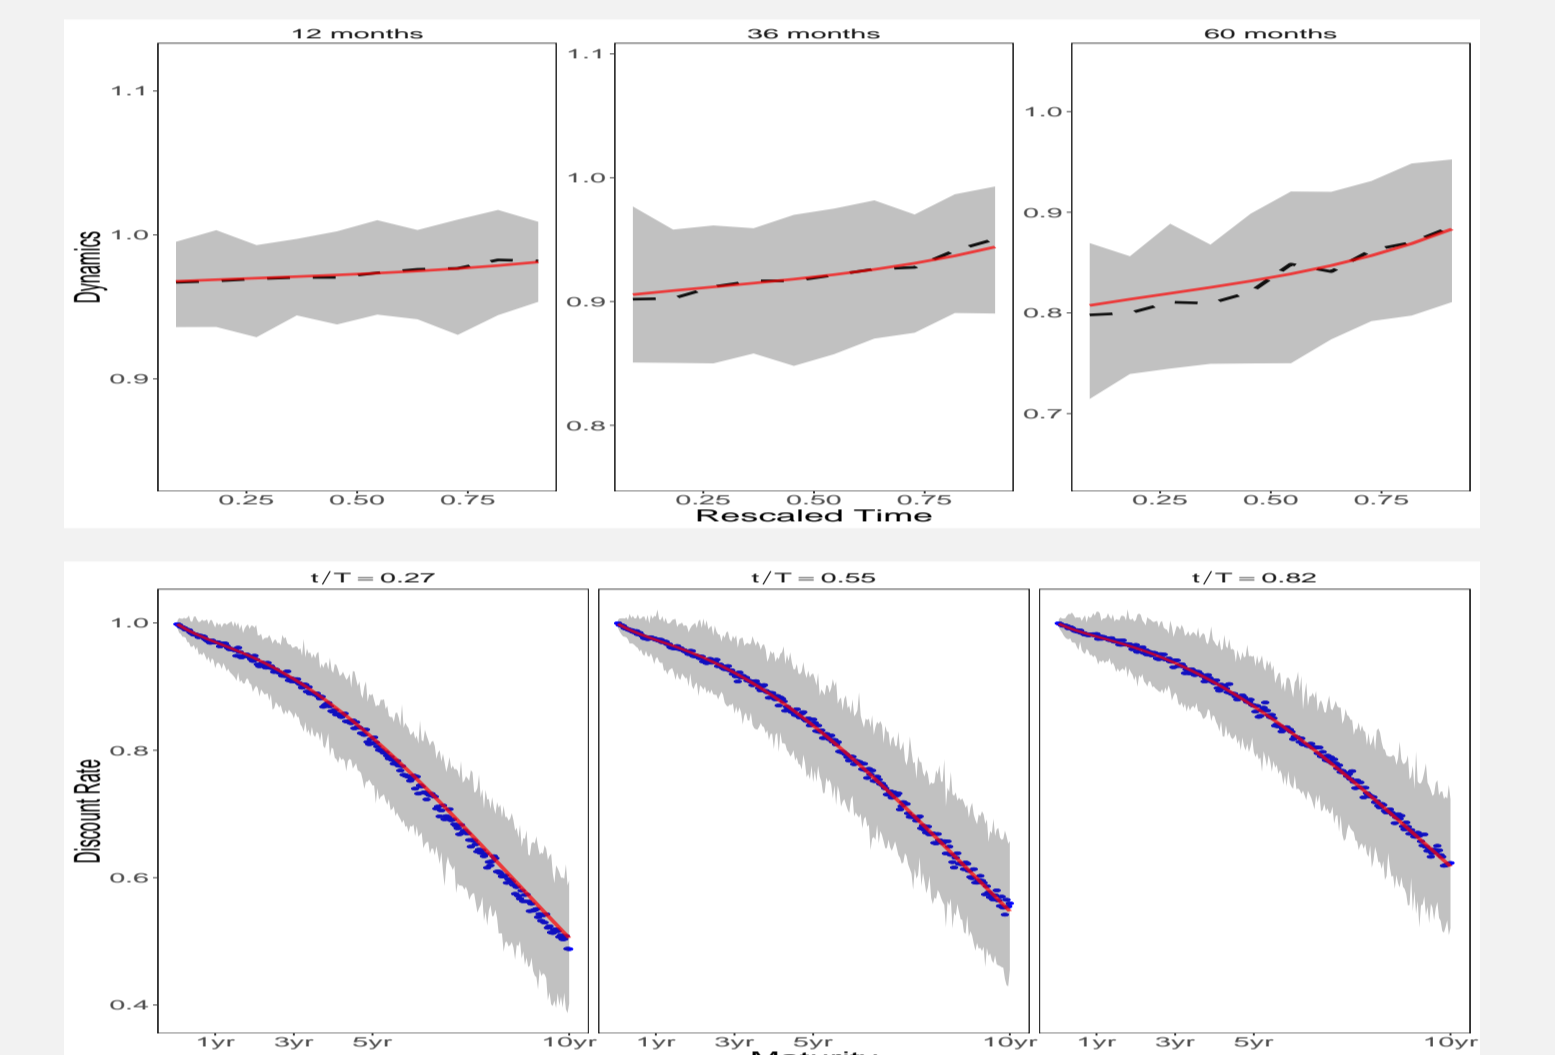 12 months 36 months 60 months
1.1 1.1
1.0
1.0 1.0
0.9
0.9 0.9
0.8
0.8 0.7
Dynamics
0.25 0.50 0.75 0.25 0.50 0.75 0.25 0.50 0.75
Rescaled Time
t/T = 0.27 t/T = 0.55 t/T = 0.82
1.0
0.8
0.6
0.4
Discount Rate
1yr 3yr 5yr 10yr 1yr 3yr 5yr 10yr 1yr 3yr 5yr 10yr